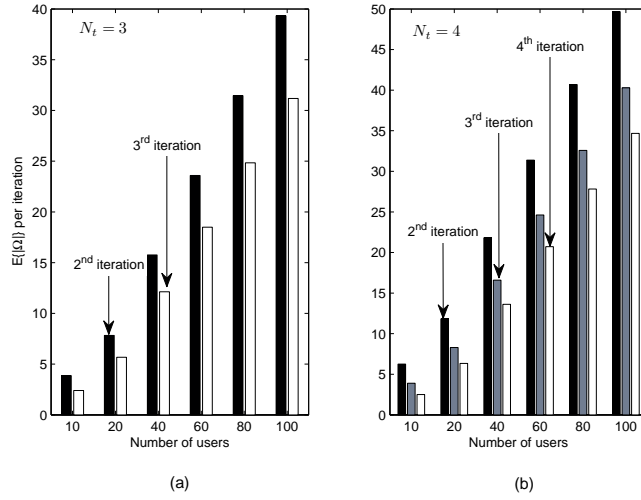 N_t = 3
E{|Ω|} per iteration
40
35
30
25
20
15
10
5
0
2nd iteration
3rd iteration
10 20 40 60 80 100
Number of users
(a)
N_t = 4
50
45
40
35
30
25
20
15
10
5
0
2nd iteration
3rd iteration
4th iteration
10 20 40 60 80 100
Number of users
(b)